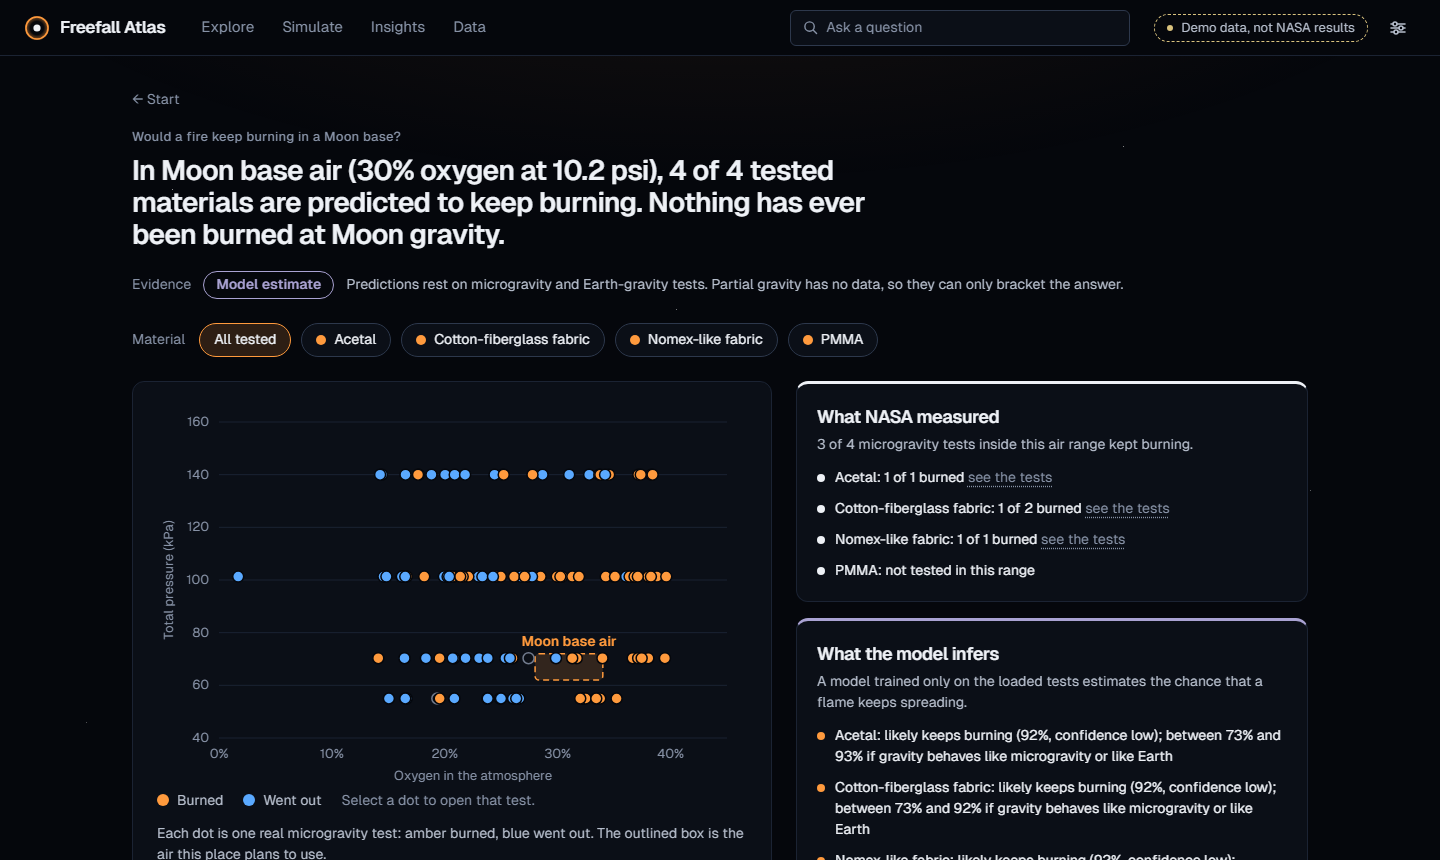 Freefall Atlas
Explore
Simulate
Insights
Data
Ask a question
Demo data, not NASA results
← Start
Would a fire keep burning in a Moon base?
In Moon base air (30% oxygen at 10.2 psi), 4 of 4 tested
materials are predicted to keep burning. Nothing has ever
been burned at Moon gravity.
Evidence
Model estimate
Predictions rest on microgravity and Earth-gravity tests. Partial gravity has no data, so they can only bracket the answer.
Material
All tested
Acetal
Cotton-fiberglass fabric
Nomex-like fabric
PMMA
160
140
120
100
80
60
40
Total pressure (kPa)
Moon base air
0%
10%
20%
30%
40%
Oxygen in the atmosphere
Burned
Went out
Select a dot to open that test.
Each dot is one real microgravity test: amber burned, blue went out. The outlined box is the
air this place plans to use.
What NASA measured
3 of 4 microgravity tests inside this air range kept burning.
Acetal: 1 of 1 burned see the tests
Cotton-fiberglass fabric: 1 of 2 burned see the tests
Nomex-like fabric: 1 of 1 burned see the tests
PMMA: not tested in this range
What the model infers
A model trained only on the loaded tests estimates the chance that a
flame keeps spreading.
Acetal: likely keeps burning (92%, confidence low); between 73% and
93% if gravity behaves like microgravity or like Earth
Cotton-fiberglass fabric: likely keeps burning (92%, confidence low);
between 73% and 92% if gravity behaves like microgravity or like
Earth
Nomex-like fabric: likely keeps burning (92%, confidence low);